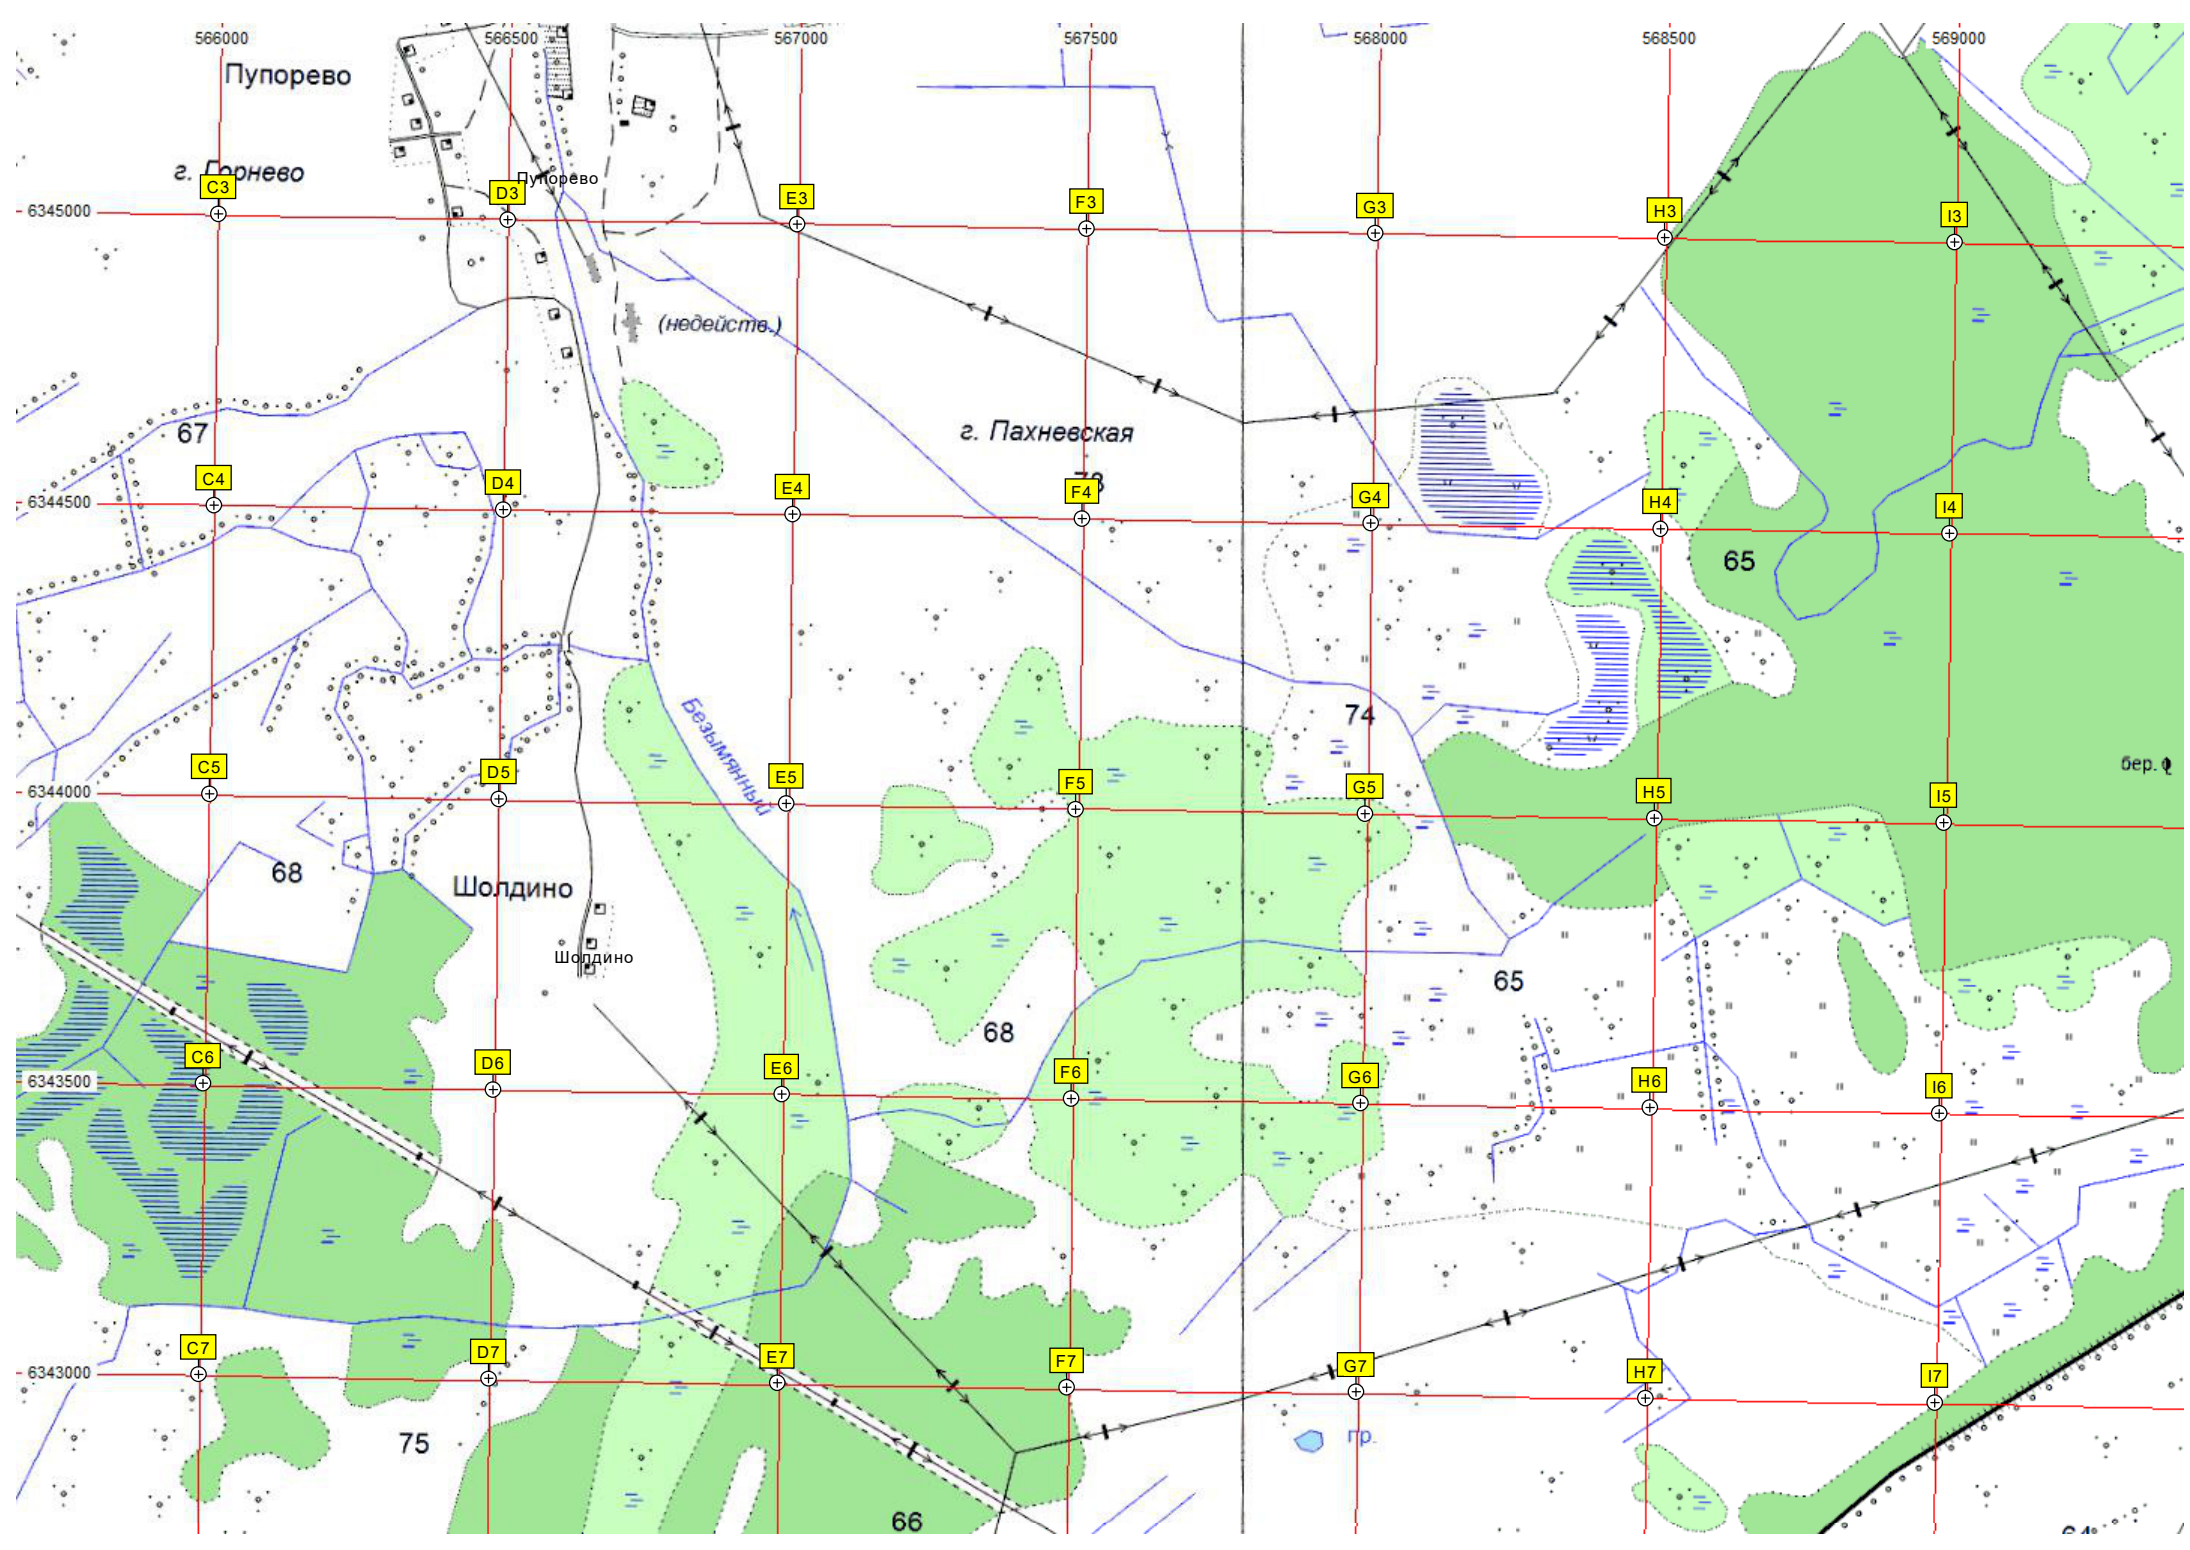 566000 566500 567000 567500 568000 568500 569000
Пупорево
г. Горнево
Пупорево
C3 D3 E3 F3 G3 H3 I3
6345000
(недейств.)
67
г. Пахневская
73
C4 D4 E4 F4 G4 H4 I4
6344500
65
74
Безымянный
бер.
C5 D5 E5 F5 G5 H5 I5
6344000
68
Шолдино
Шолдино
65
68
C6 D6 E6 F6 G6 H6 I6
6343500
C7 D7 E7 F7 G7 H7 I7
6343000
75
гр.
66